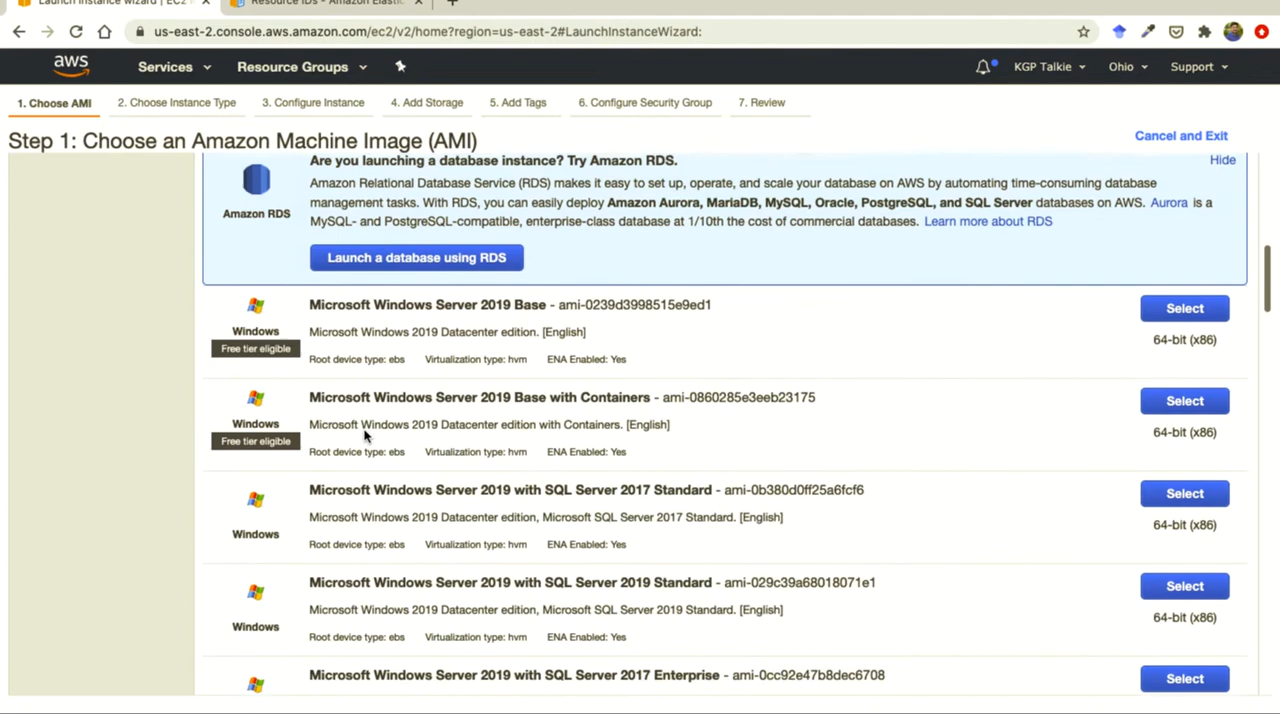 Launch instance wizard | EC2
Resource IDs - Amazon Elastic
us-east-2.console.aws.amazon.com/ec2/v2/home?region=us-east-2#LaunchInstanceWizard:
aws Services Resource Groups KGP Talkie Ohio Support
1. Choose AMI 2. Choose Instance Type 3. Configure Instance 4. Add Storage 5. Add Tags 6. Configure Security Group 7. Review
Step 1: Choose an Amazon Machine Image (AMI) Cancel and Exit
Are you launching a database instance? Try Amazon RDS. Hide
Amazon Relational Database Service (RDS) makes it easy to set up, operate, and scale your database on AWS by automating time-consuming database
management tasks. With RDS, you can easily deploy Amazon Aurora, MariaDB, MySQL, Oracle, PostgreSQL, and SQL Server databases on AWS. Aurora is a
Amazon RDS
MySQL- and PostgreSQL-compatible, enterprise-class database at 1/10th the cost of commercial databases. Learn more about RDS
Launch a database using RDS
Microsoft Windows Server 2019 Base - ami-0239d3998515e9ed1 Select
Windows Microsoft Windows 2019 Datacenter edition. [English] 64-bit (x86)
Free tier eligible
Root device type: ebs Virtualization type: hvm ENA Enabled: Yes
Microsoft Windows Server 2019 Base with Containers - ami-0860285e3eeb23175 Select
Windows Microsoft Windows 2019 Datacenter edition with Containers. [English] 64-bit (x86)
Free tier eligible
Root device type: ebs Virtualization type: hvm ENA Enabled: Yes
Microsoft Windows Server 2019 with SQL Server 2017 Standard - ami-0b380d0ff25a6fcf6 Select
Microsoft Windows 2019 Datacenter edition, Microsoft SQL Server 2017 Standard. [English] 64-bit (x86)
Windows
Root device type: ebs Virtualization type: hvm ENA Enabled: Yes
Microsoft Windows Server 2019 with SQL Server 2019 Standard - ami-029c39a68018071e1 Select
Microsoft Windows 2019 Datacenter edition, Microsoft SQL Server 2019 Standard. [English] 64-bit (x86)
Windows
Root device type: ebs Virtualization type: hvm ENA Enabled: Yes
Microsoft Windows Server 2019 with SQL Server 2017 Enterprise - ami-0cc92e47b8dec6708 Select